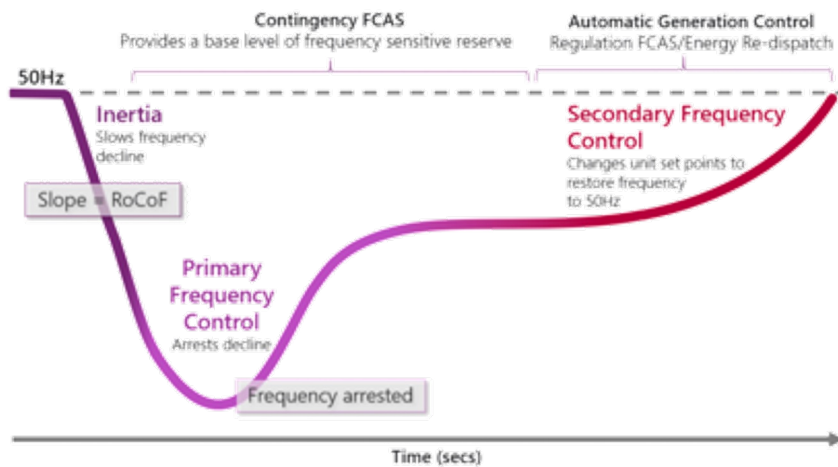 Contingency FCAS
Provides a base level of frequency sensitive reserve
Automatic Generation Control
Regulation FCAS/Energy Re-dispatch
50Hz
Inertia
Slows frequency
decline
Slope = RoCoF
Primary
Frequency
Control
Arrests decline
Frequency arrested
Secondary Frequency
Control
Changes unit set points to
restore frequency
to 50Hz
Time (secs)